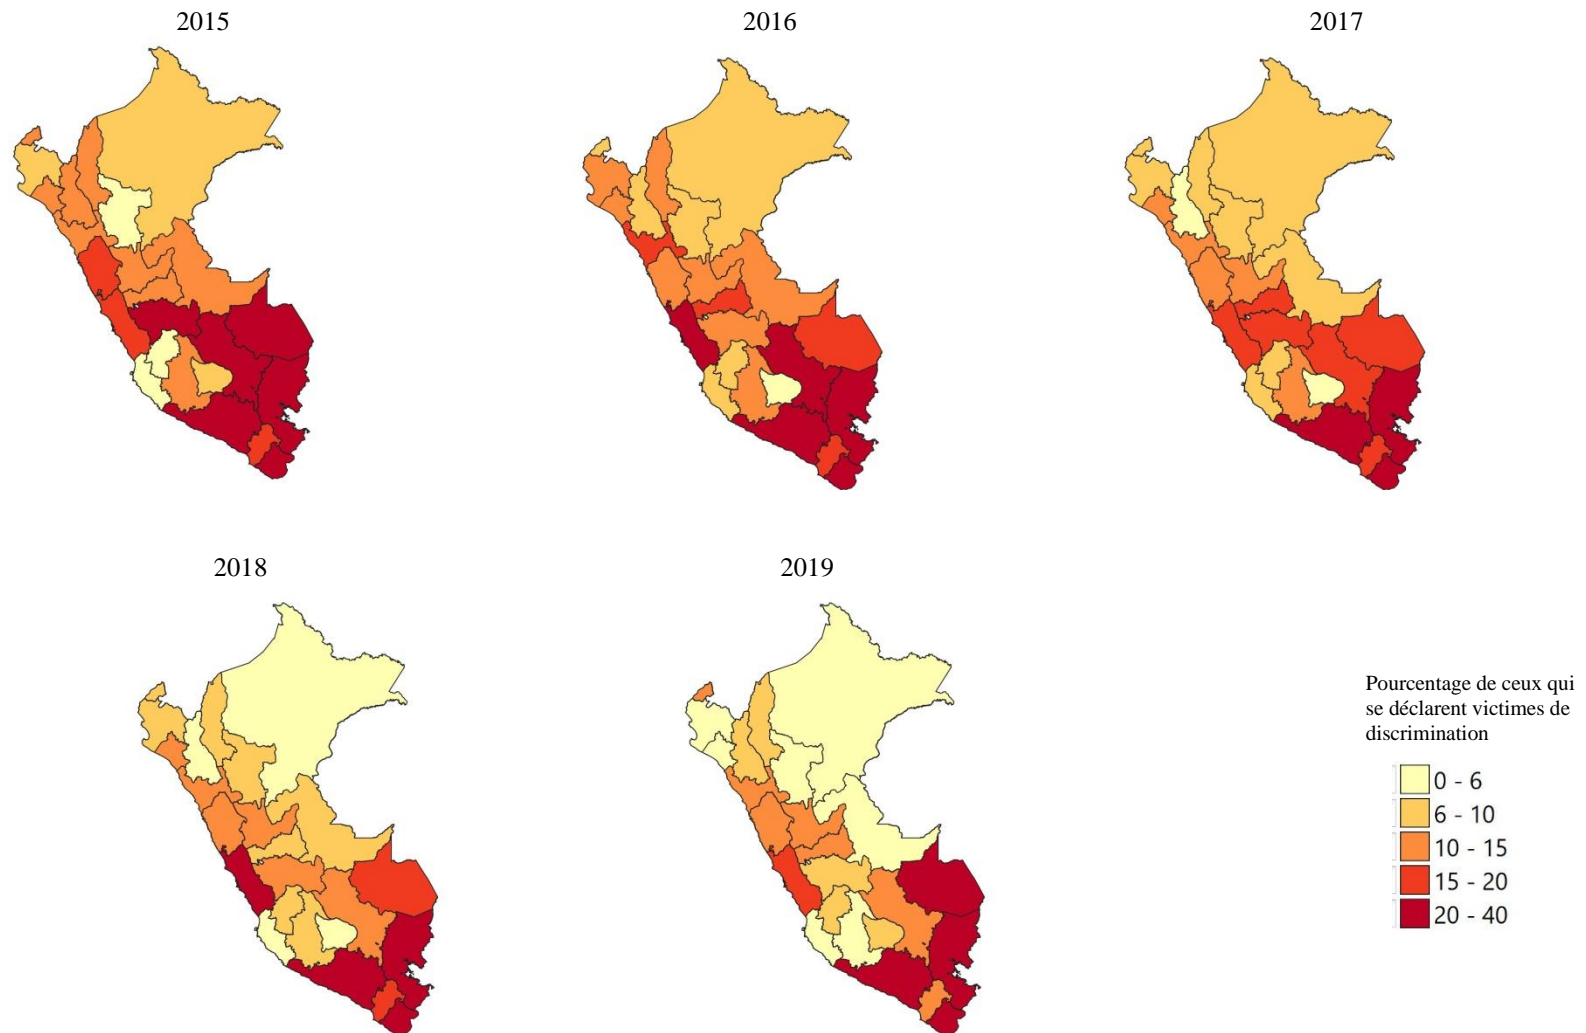 2015
2016
2017
2018
2019
Pourcentage de ceux qui
se déclarent victimes de
discrimination
0 - 6
6 - 10
10 - 15
15 - 20
20 - 40